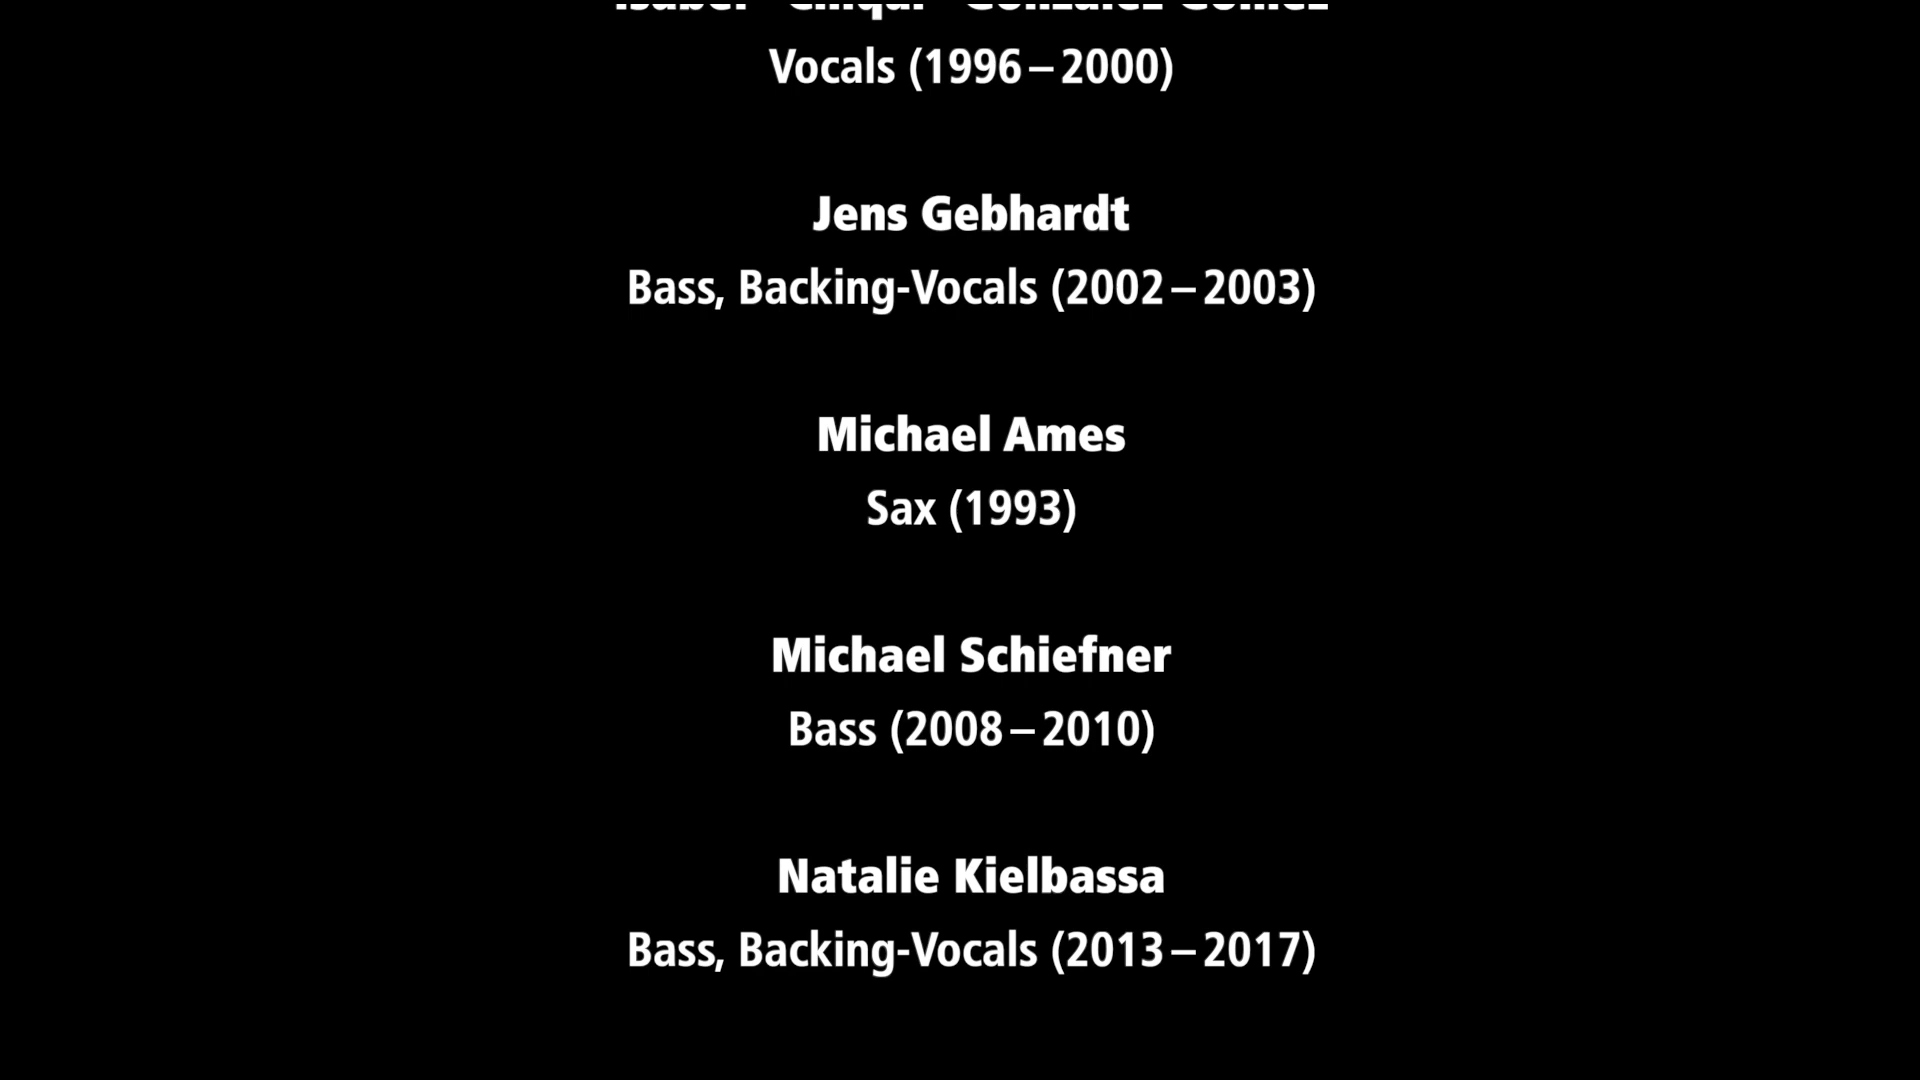 Vocals (1996 – 2000)
Jens Gebhardt
Bass, Backing-Vocals (2002 – 2003)
Michael Ames
Sax (1993)
Michael Schiefner
Bass (2008 – 2010)
Natalie Kielbassa
Bass, Backing-Vocals (2013 – 2017)